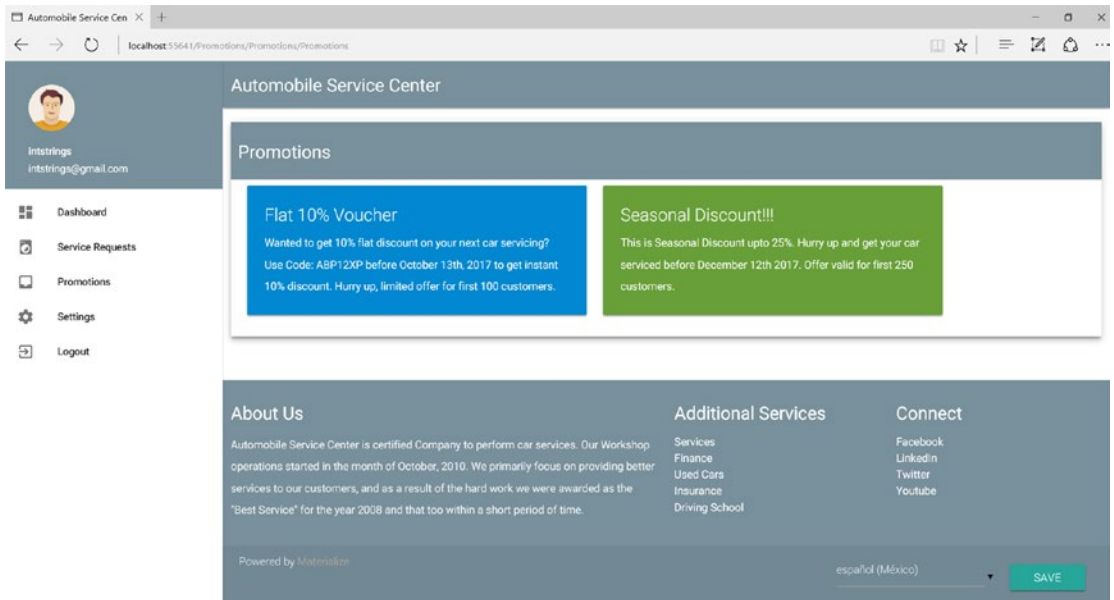 Automobile Service Cen
localhost:55641/Promotions/Promotions/Promotions
intstrings
intstrings@gmail.com
Dashboard
Service Requests
Promotions
Settings
Logout
Automobile Service Center
Promotions
Flat 10% Voucher
Wanted to get 10% flat discount on your next car servicing?
Use Code: ABP12XP before October 13th, 2017 to get instant
10% discount. Hurry up, limited offer for first 100 customers.
Seasonal Discount!!!
This is Seasonal Discount upto 25%. Hurry up and get your car
serviced before December 12th 2017. Offer valid for first 250
customers.
About Us
Automobile Service Center is certified Company to perform car services. Our Workshop
operations started in the month of October, 2010. We primarily focus on providing better
services to our customers, and as a result of the hard work we were awarded as the
"Best Service" for the year 2008 and that too within a short period of time.
Additional Services
Services
Finance
Used Cars
Insurance
Driving School
Connect
Facebook
LinkedIn
Twitter
Youtube
Powered by Materialize
español (México)
SAVE